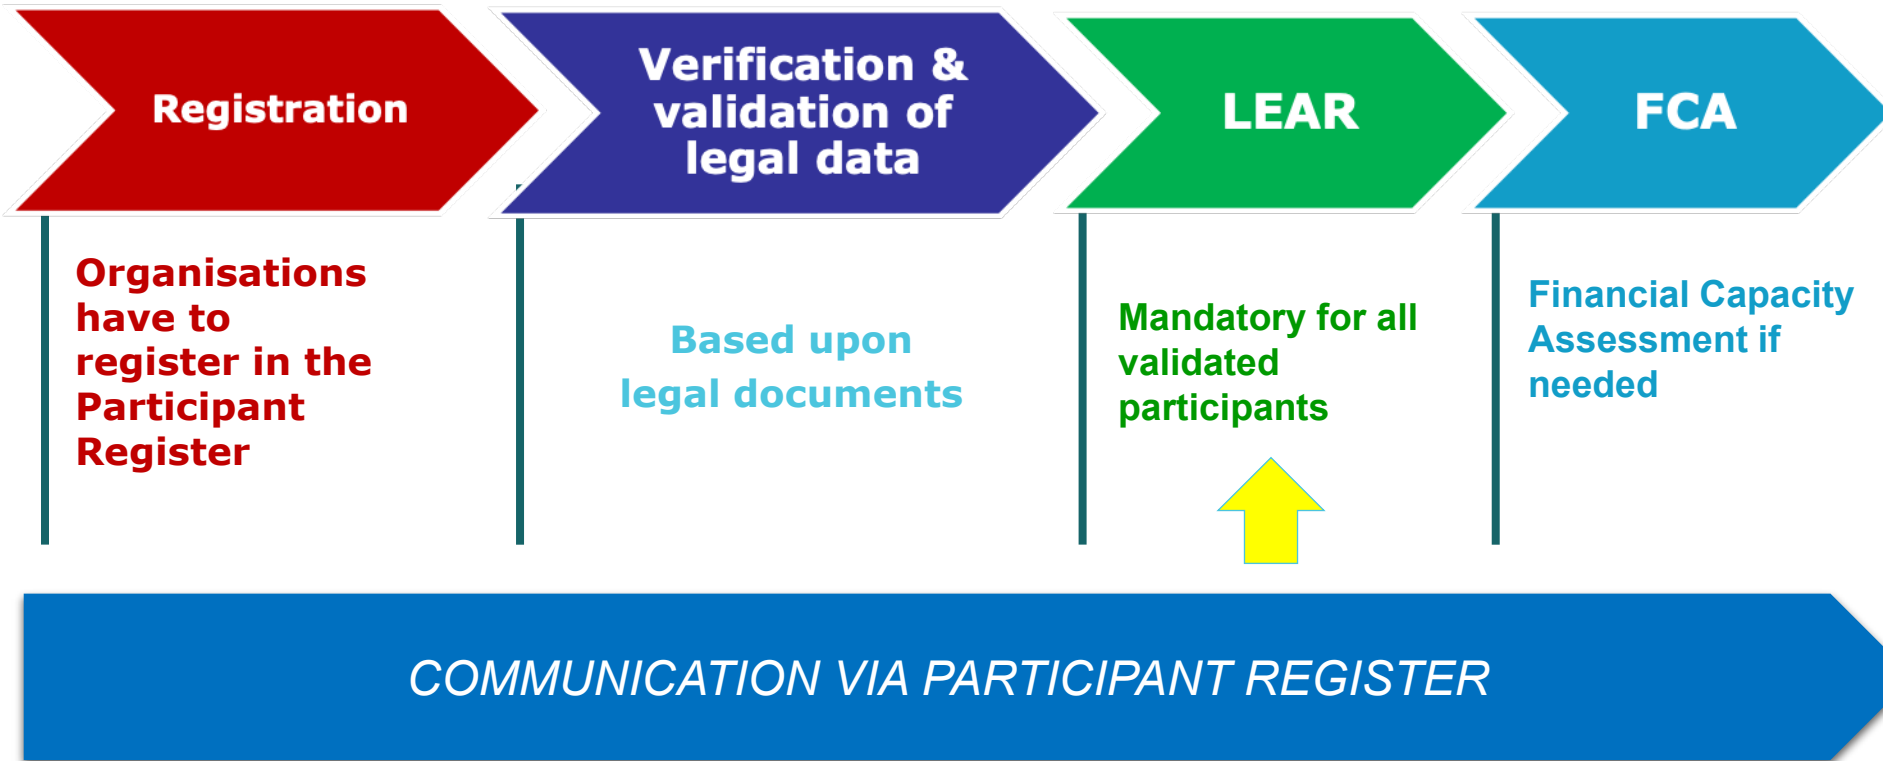 Registration
Verification &
validation of
legal data
LEAR
FCA
Organisations
have to
register in the
Participant
Register
Based upon
legal documents
Mandatory for all
validated
participants
Financial Capacity
Assessment if
needed
COMMUNICATION VIA PARTICIPANT REGISTER